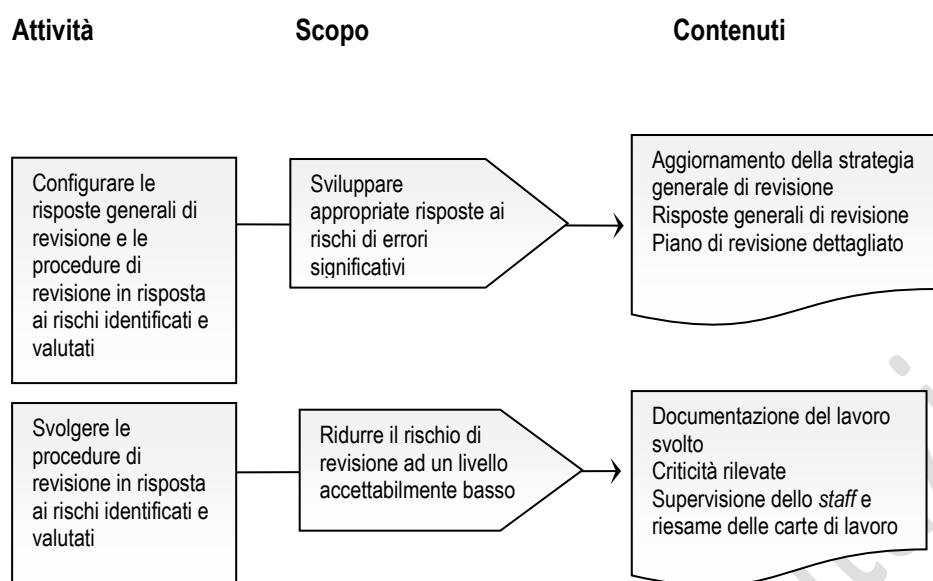 Attività Scopo Contenuti
Configurare le
risposte generali di
revisione e le
procedure di
revisione in risposta
ai rischi identificati e
valutati
Sviluppare
appropriate risposte ai
rischi di errori
significativi
Aggiornamento della strategia
generale di revisione
Risposte generali di revisione
Piano di revisione dettagliato
Svolgere le
procedure di
revisione in risposta
ai rischi identificati e
valutati
Ridurre il rischio di
revisione ad un livello
accettabilmente basso
Documentazione del lavoro
svolto
Criticità rilevate
Supervisione dello staff e
riesame delle carte di lavoro